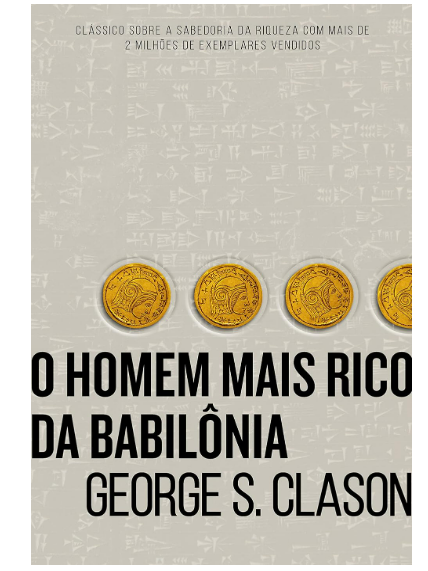 CLÁSSICO SOBRE A SABEDORIA DA RIQUEZA COM MAIS DE
2 MILHÕES DE EXEMPLARES VENDIDOS
O HOMEM MAIS RICO
DA BABILÔNIA
GEORGE S. CLASON